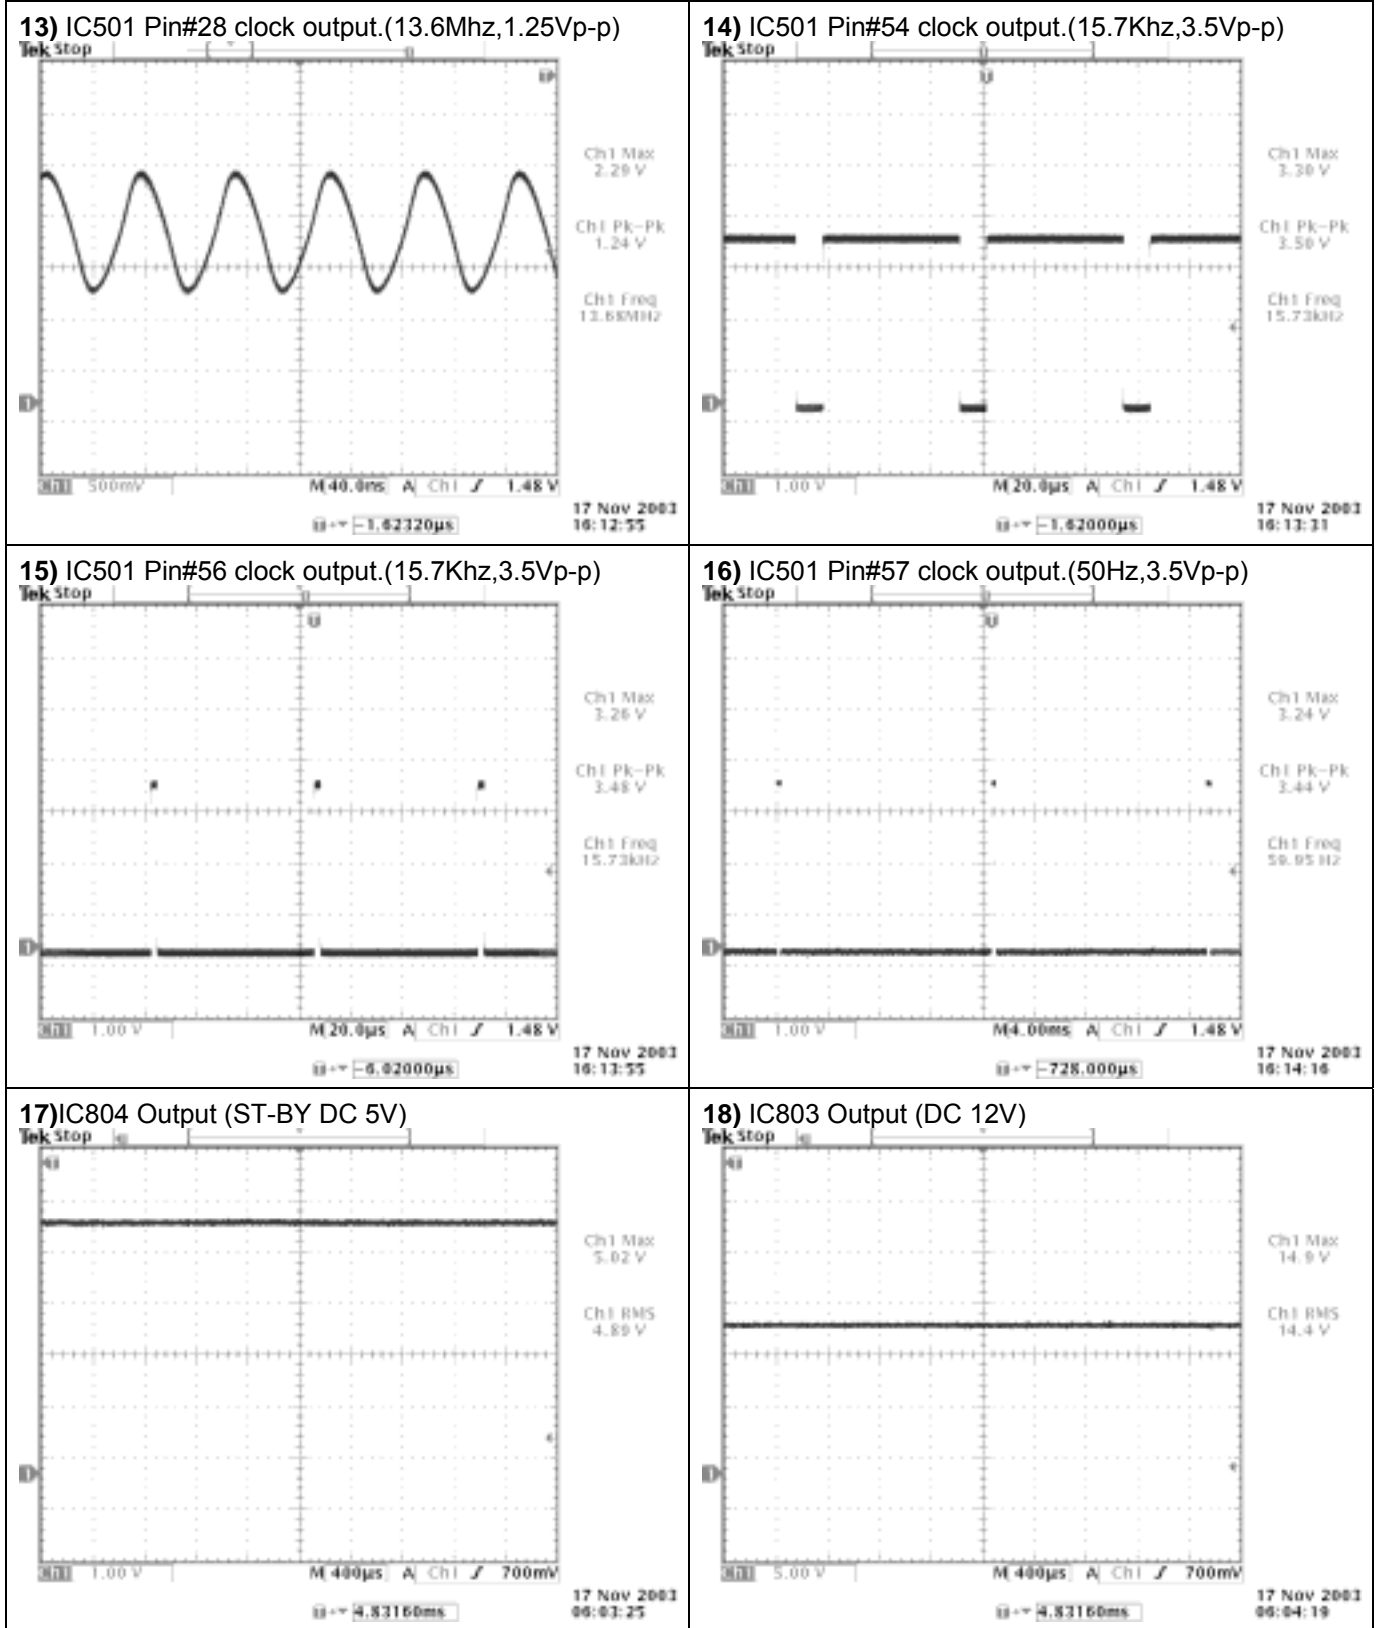 13) IC501 Pin#28 clock output.(13.6Mhz,1.25Vp-p)
Tek Stop
Ch1 Max
2.29 V
Ch1 Pk-Pk
1.24 V
Ch1 Freq
13.68MHz
Ch1 500mV M 40.0ns A Ch1 1.48 V
17 Nov 2003
-1.62320µs 16:12:55
14) IC501 Pin#54 clock output.(15.7Khz,3.5Vp-p)
Tek Stop
Ch1 Max
3.30 V
Ch1 Pk-Pk
3.50 V
Ch1 Freq
15.73kHz
Ch1 1.00 V M 20.0µs A Ch1 1.48 V
17 Nov 2003
-1.62000µs 16:13:31
15) IC501 Pin#56 clock output.(15.7Khz,3.5Vp-p)
Tek Stop
Ch1 Max
3.26 V
Ch1 Pk-Pk
3.48 V
Ch1 Freq
15.73kHz
Ch1 1.00 V M 20.0µs A Ch1 1.48 V
17 Nov 2003
-6.02000µs 16:13:55
16) IC501 Pin#57 clock output.(50Hz,3.5Vp-p)
Tek Stop
Ch1 Max
3.24 V
Ch1 Pk-Pk
3.44 V
Ch1 Freq
59.95 Hz
Ch1 1.00 V M 4.00ms A Ch1 1.48 V
17 Nov 2003
-728.000µs 16:14:16
17)IC804 Output (ST-BY DC 5V)
Tek Stop
Ch1 Max
5.02 V
Ch1 RMS
4.89 V
Ch1 1.00 V M 400µs A Ch1 700mV
17 Nov 2003
4.83160ms 06:03:25
18) IC803 Output (DC 12V)
Tek Stop
Ch1 Max
14.9 V
Ch1 RMS
14.4 V
Ch1 5.00 V M 400µs A Ch1 700mV
17 Nov 2003
4.83160ms 06:04:19